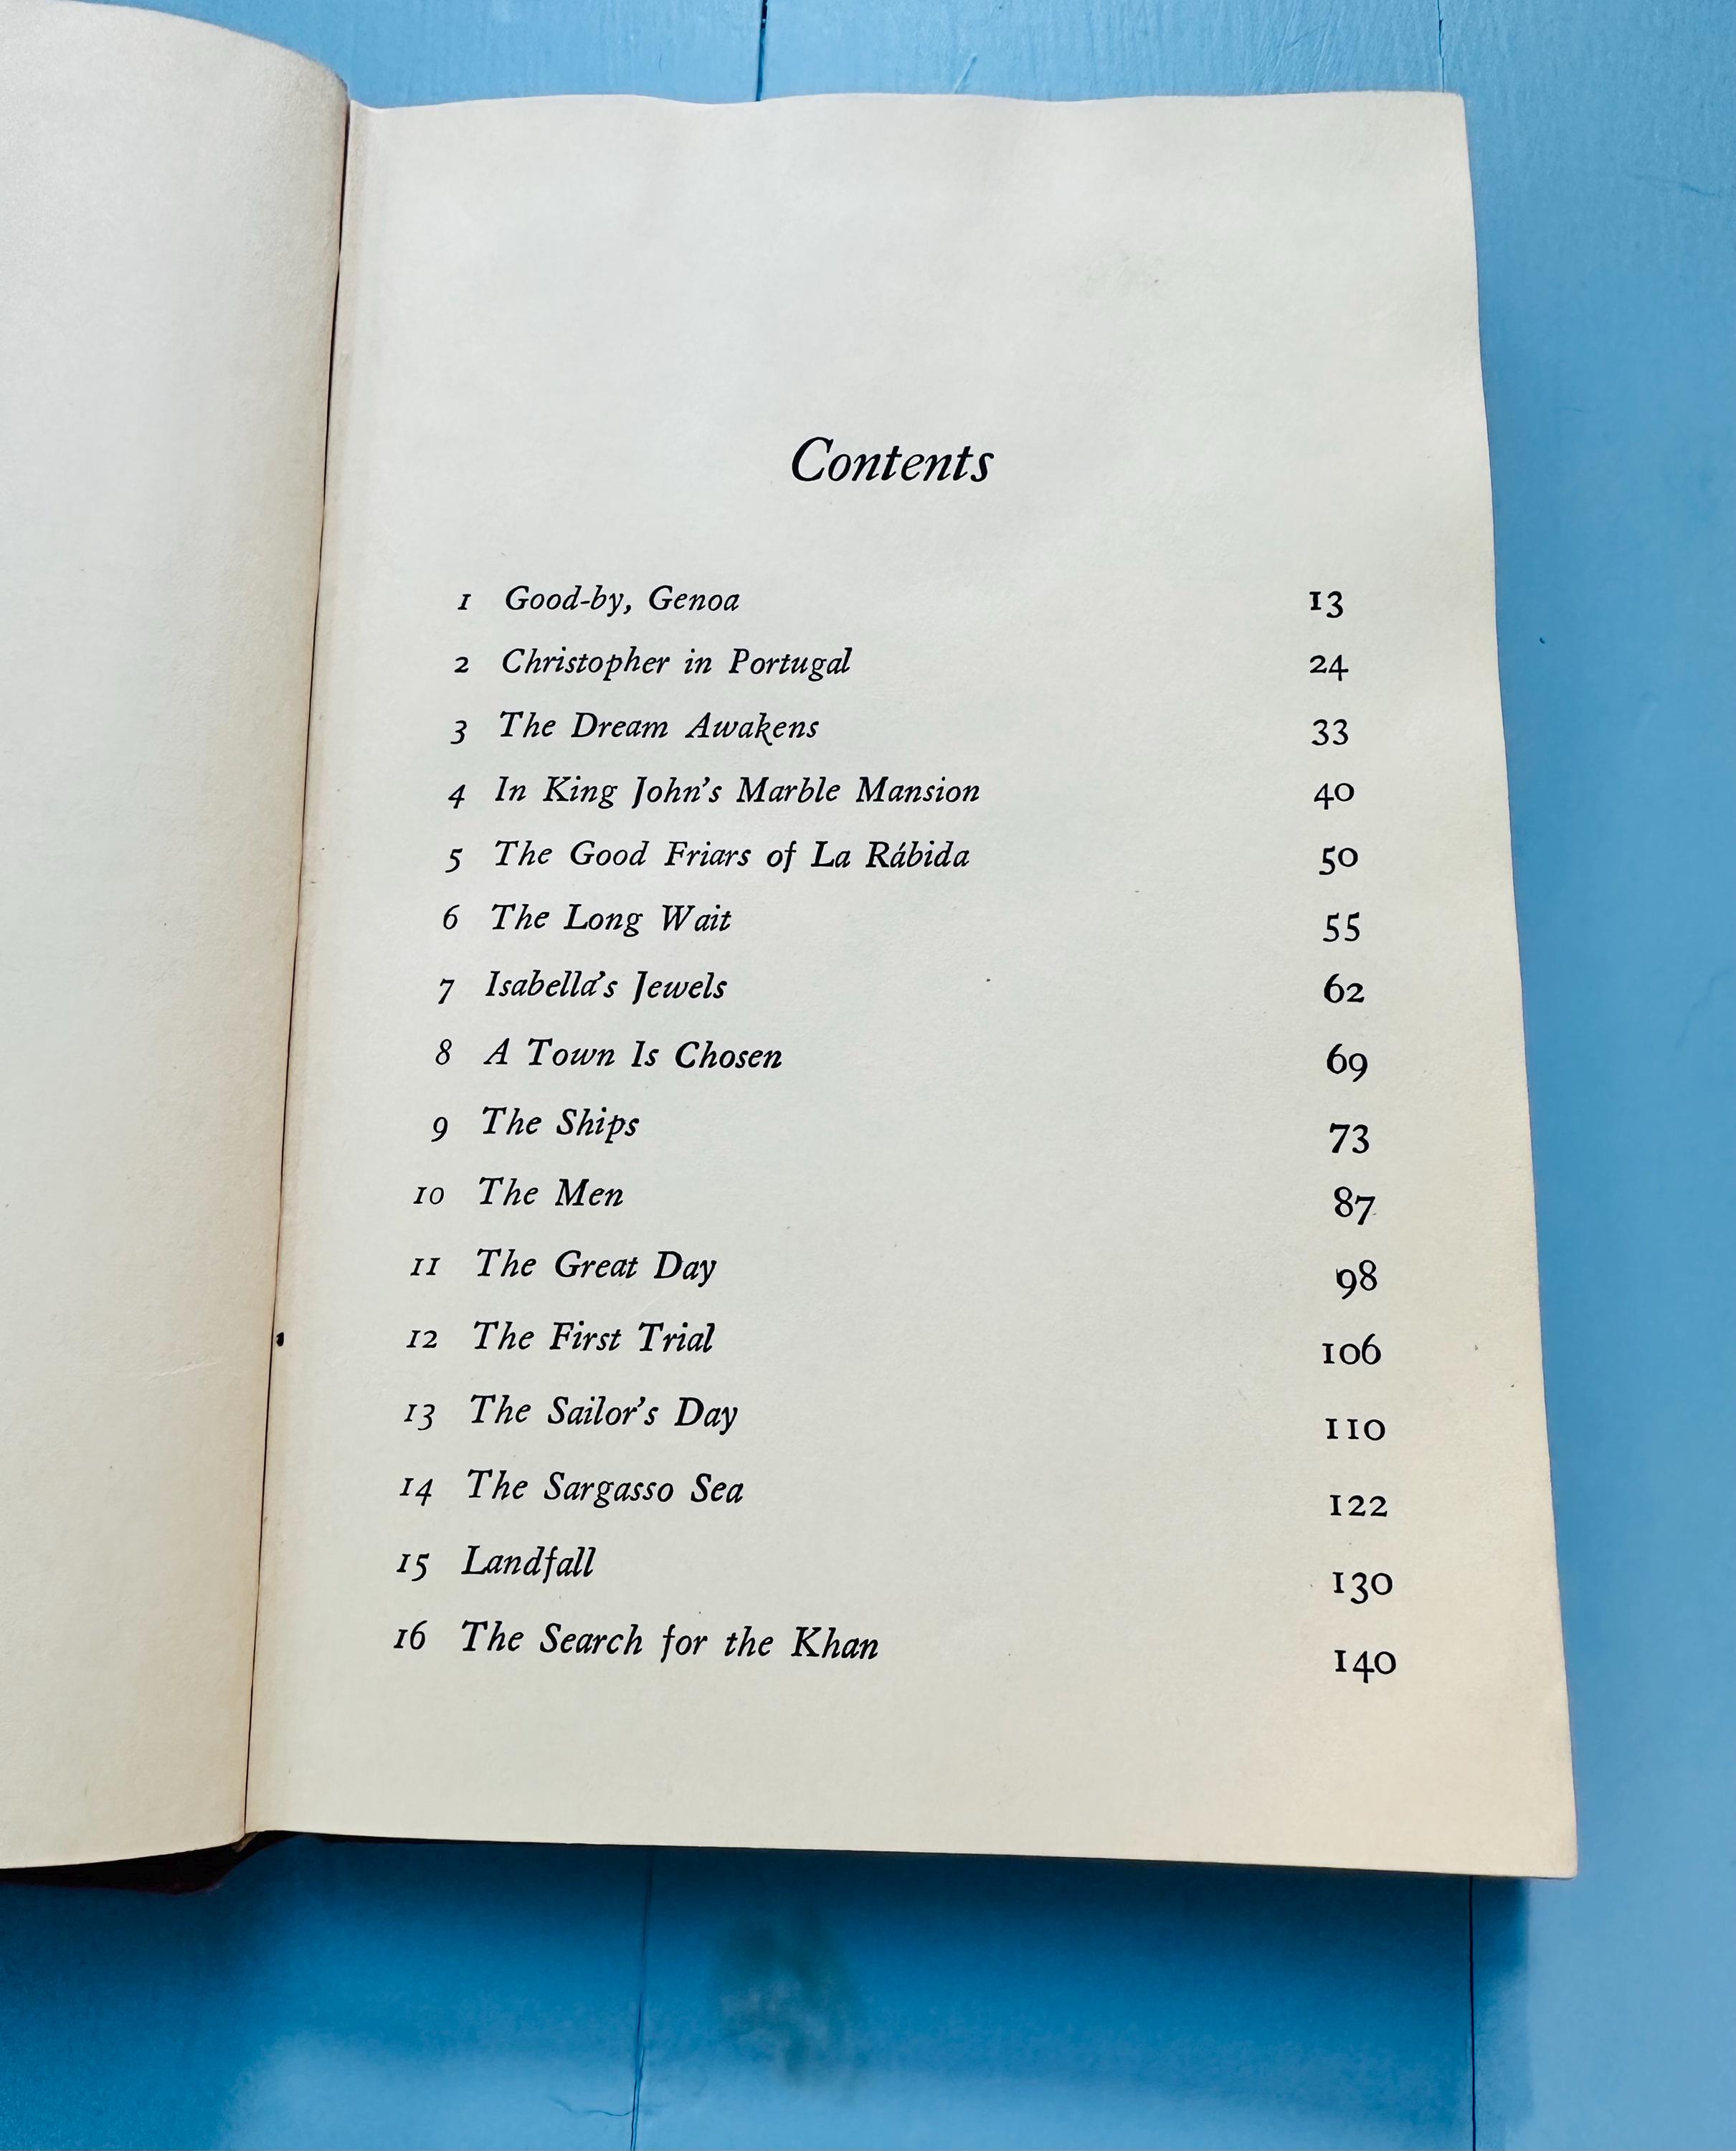 Contents
1 Good-by, Genoa 13
2 Christopher in Portugal 24
3 The Dream Awakens 33
4 In King John's Marble Mansion 40
5 The Good Friars of La Rábida 50
6 The Long Wait 55
7 Isabella's Jewels 62
8 A Town Is Chosen 69
9 The Ships 73
10 The Men 87
11 The Great Day 98
12 The First Trial 106
13 The Sailor's Day 110
14 The Sargasso Sea 122
15 Landfall 130
16 The Search for the Khan 140